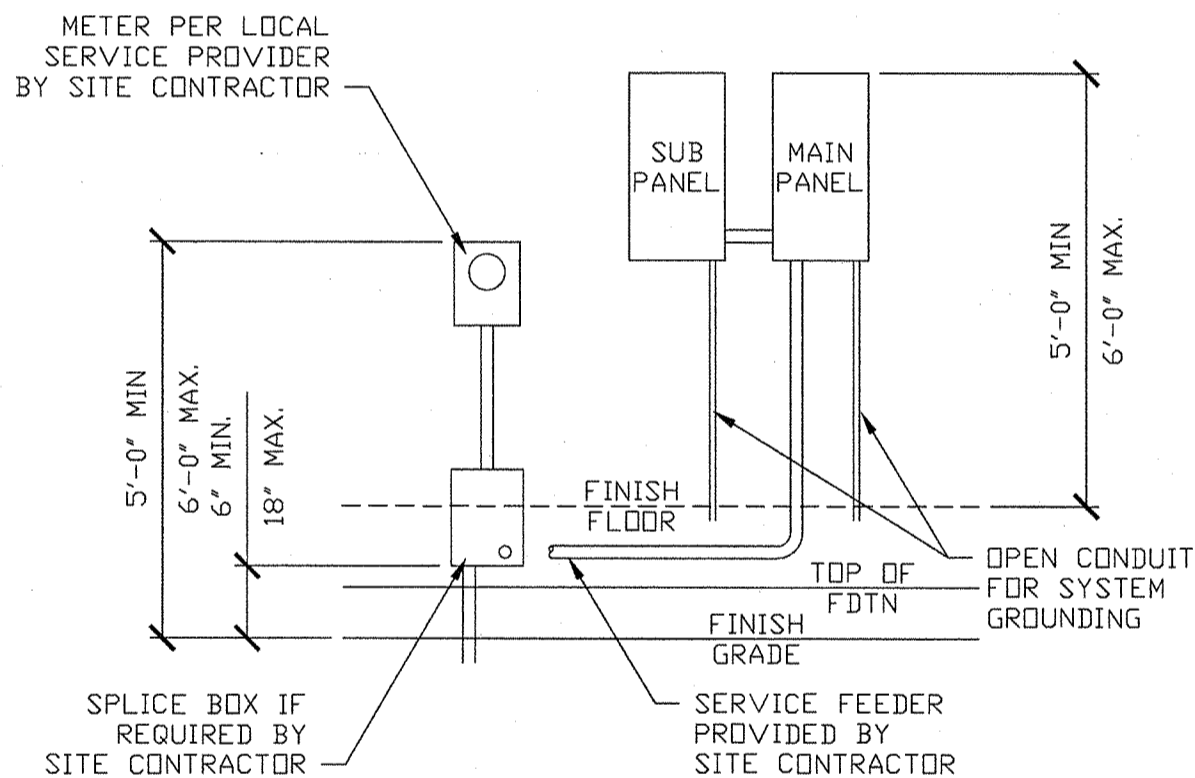 METER PER LOCAL
SERVICE PROVIDER
BY SITE CONTRACTOR
SUB
PANEL
MAIN
PANEL
5'-0" MIN
6'-0" MAX.
5'-0" MIN
6'-0" MAX.
6" MIN.
18" MAX.
FINISH
FLOOR
TOP OF
FDTN
FINISH
GRADE
OPEN CONDUIT
FOR SYSTEM
GROUNDING
SPLICE BOX IF
REQUIRED BY
SITE CONTRACTOR
SERVICE FEEDER
PROVIDED BY
SITE CONTRACTOR